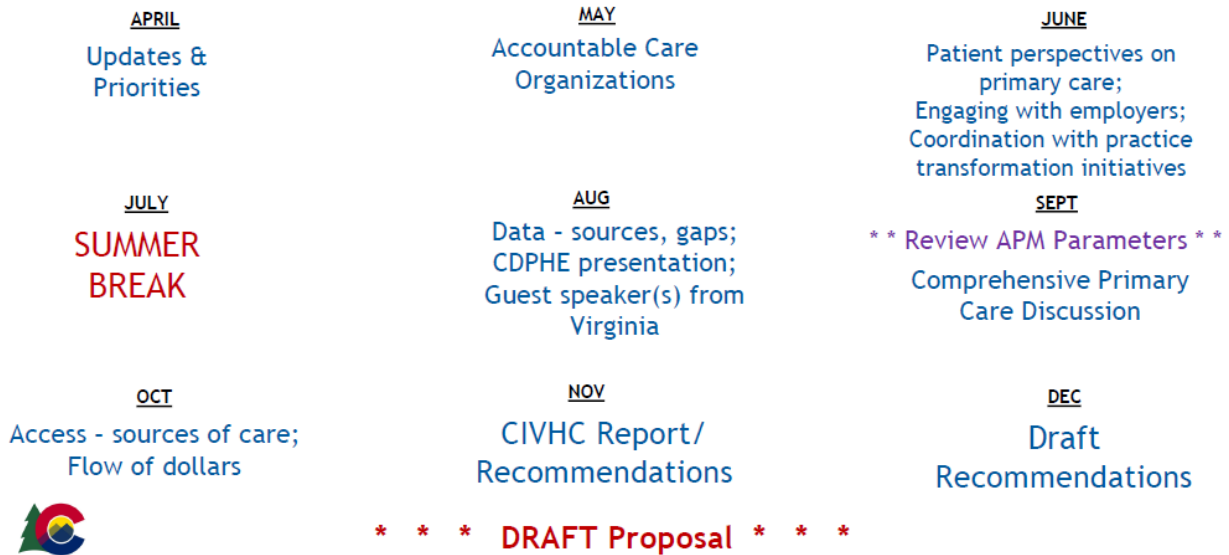 APRIL
Updates &
Priorities
MAY
Accountable Care
Organizations
JUNE
Patient perspectives on
primary care;
Engaging with employers;
Coordination with practice
transformation initiatives
JULY
SUMMER
BREAK
AUG
Data – sources, gaps;
CDPHE presentation;
Guest speaker(s) from
Virginia
SEPT
* * Review APM Parameters * *
Comprehensive Primary
Care Discussion
OCT
Access – sources of care;
Flow of dollars
NOV
CIVHC Report/
Recommendations
DEC
Draft
Recommendations
* * * DRAFT Proposal * * *